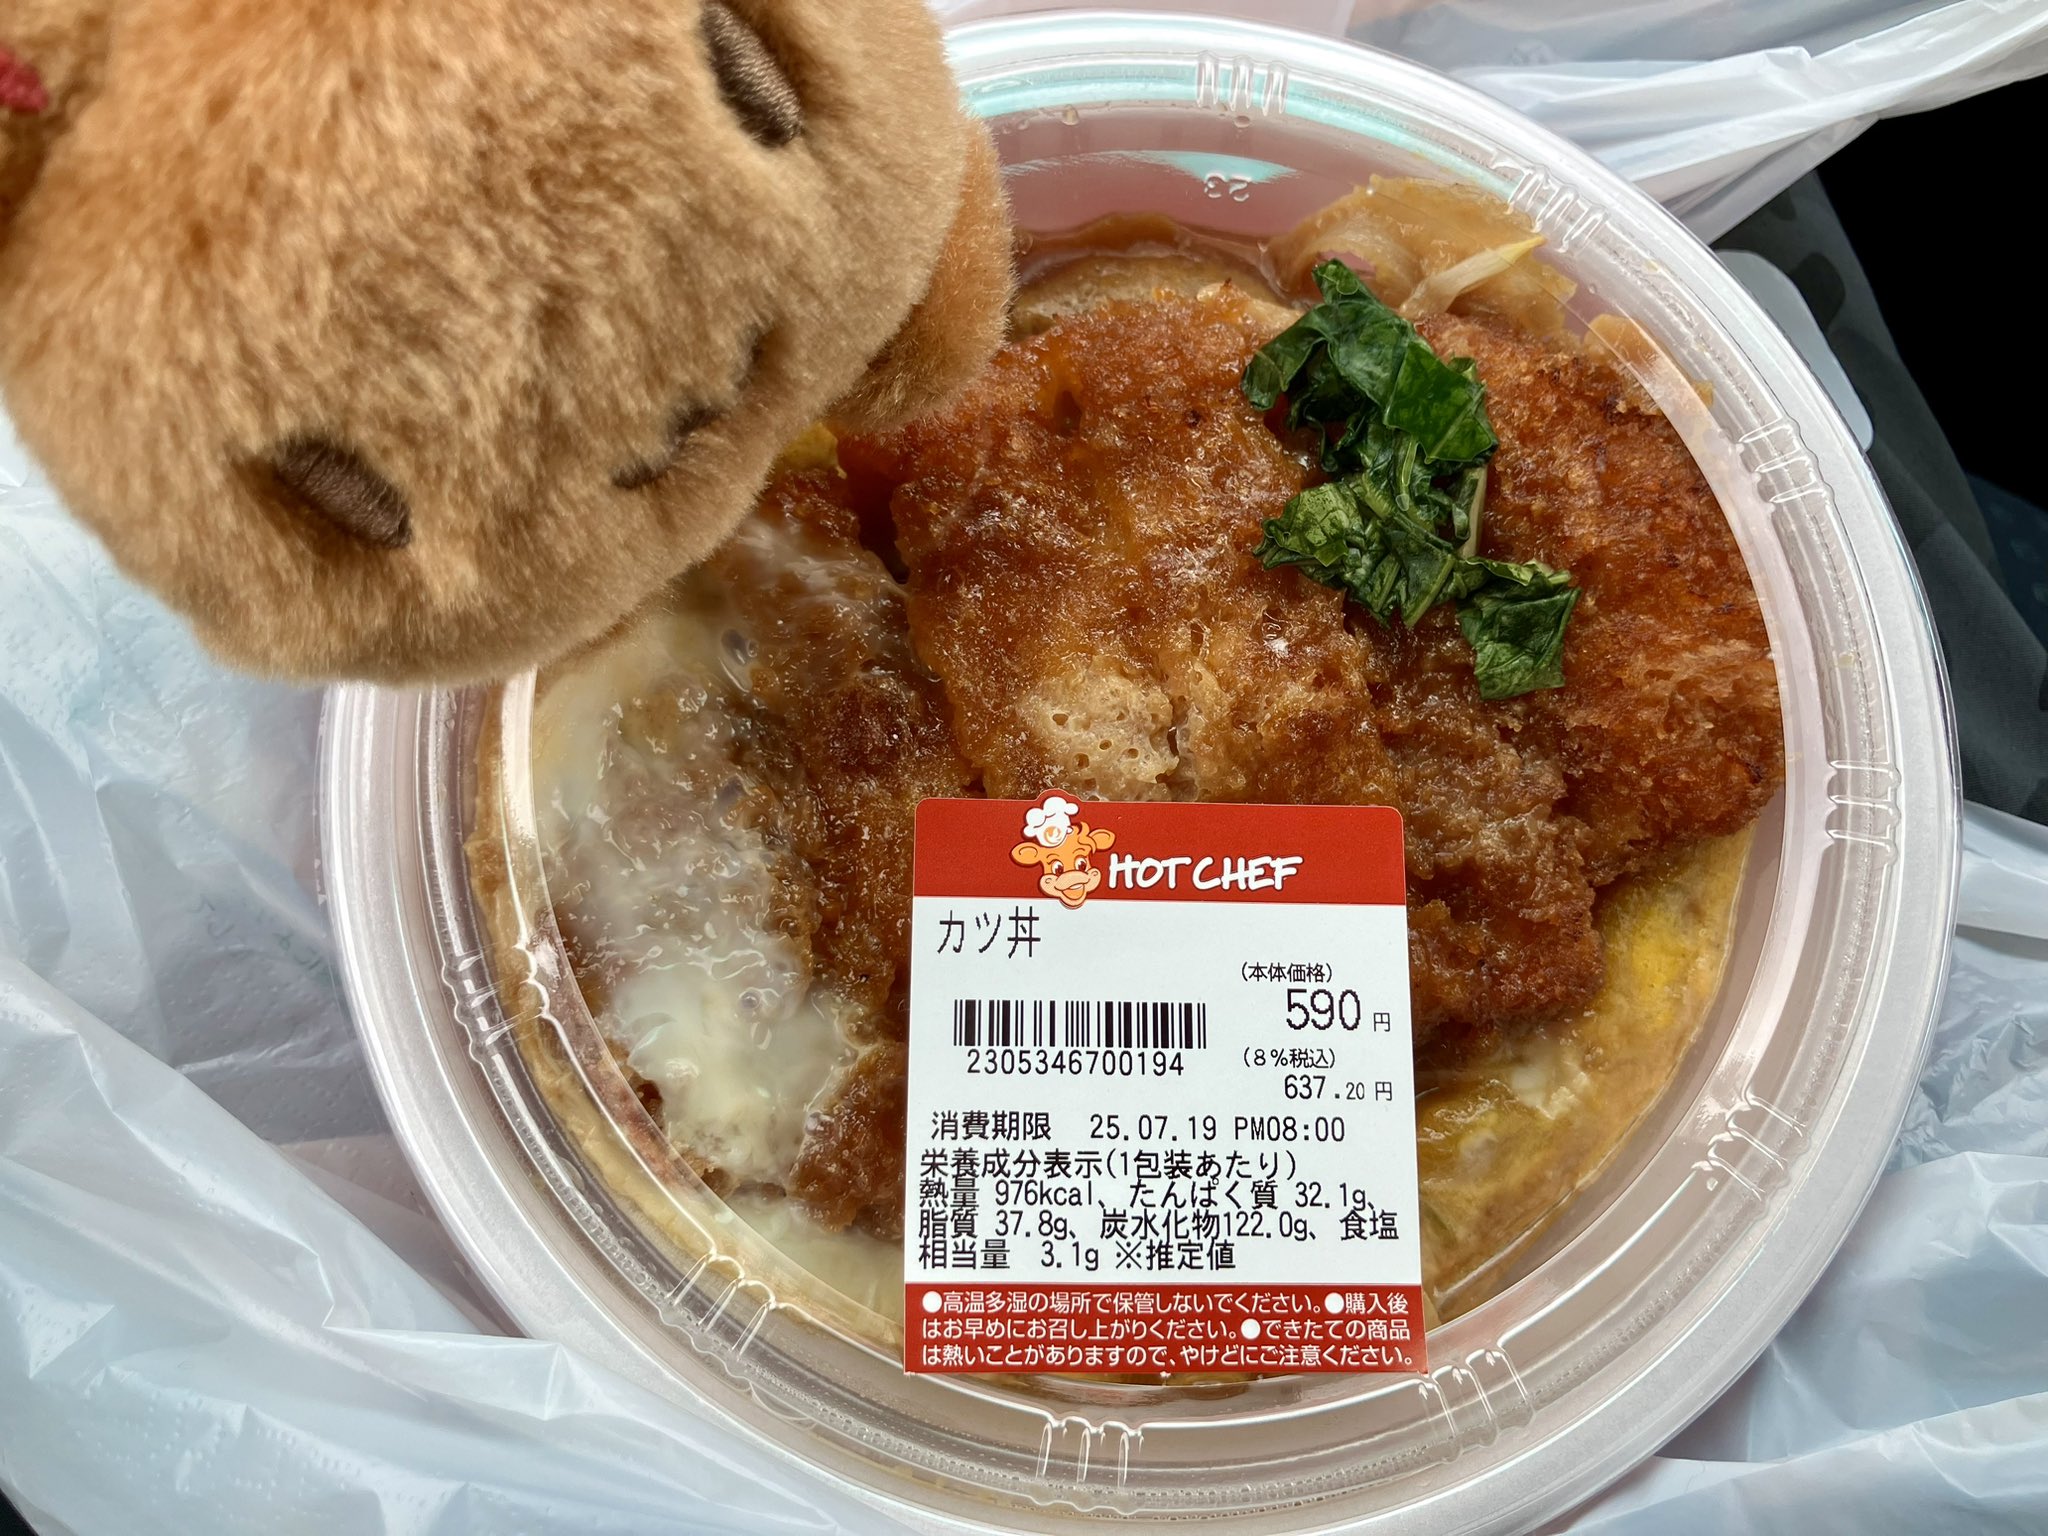 23
HOT CHEF
カツ丼
(本体価格)
590 円
2305346700194
(8%税込)
637.20 円
消費期限 25.07.19 PM08:00
栄養成分表示(1包装あたり)
熱量 976kcal、たんぱく質 32.1g、
脂質 37.8g、炭水化物122.0g、食塩
相当量 3.1g ※推定値
●高温多湿の場所で保管しないでください。●購入後
はお早めにお召し上がりください。●できたての商品
は熱いことがありますので、やけどにご注意ください。